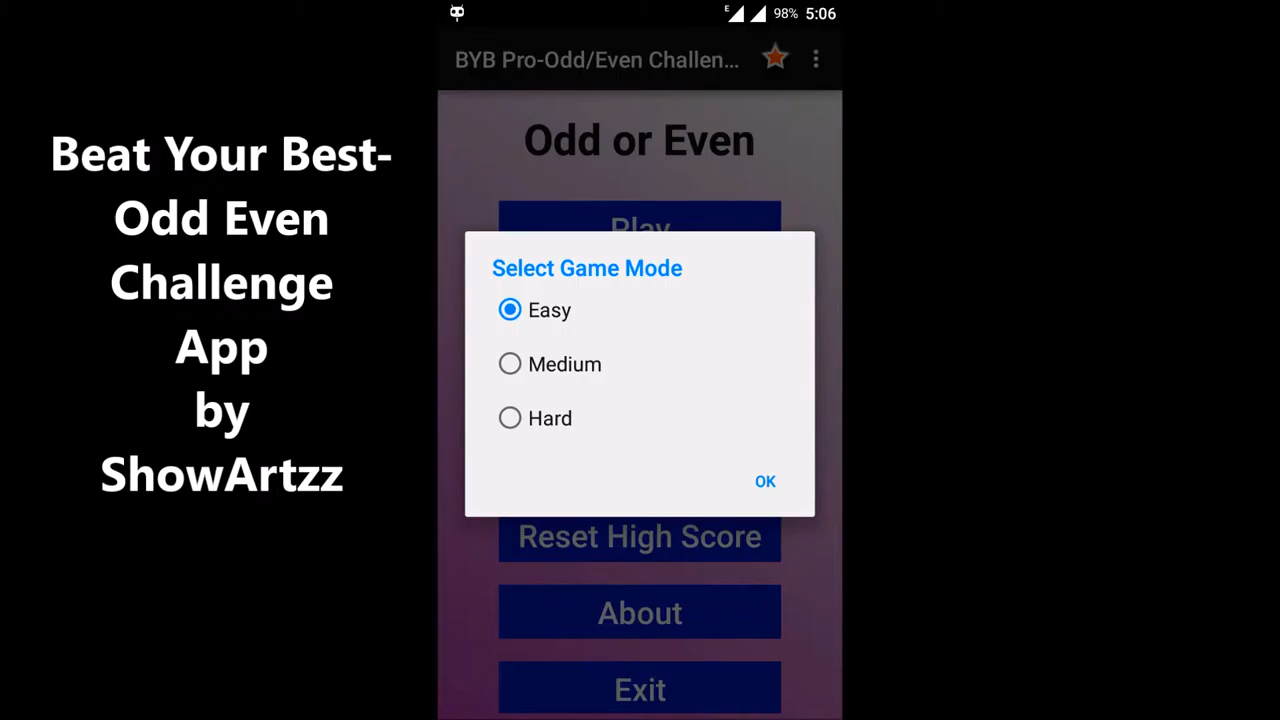 E 98% 5:06
BYB Pro-Odd/Even Challen...
Beat Your Best-
Odd Even
Challenge
App
by
ShowArtzz
Odd or Even
Play
Select Game Mode
Easy
Medium
Hard
OK
Reset High Score
About
Exit